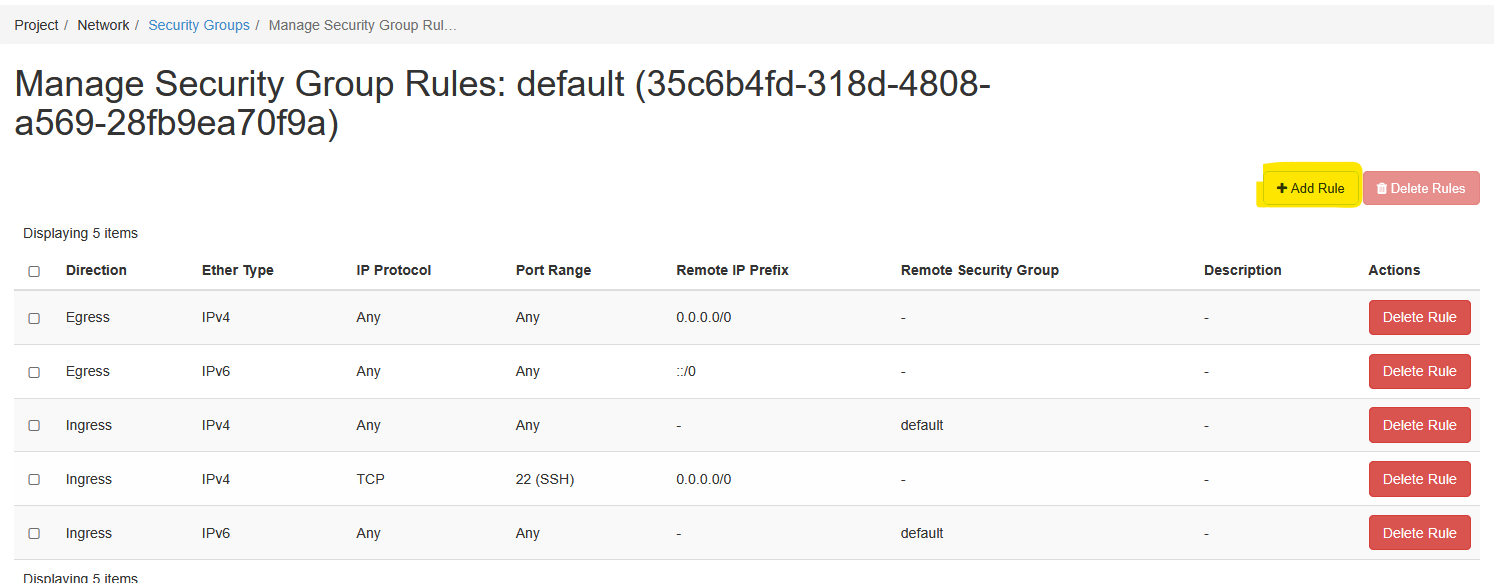 Project / Network / Security Groups / Manage Security Group Rul…
Manage Security Group Rules: default (35c6b4fd-318d-4808-
a569-28fb9ea70f9a)
Add Rule Delete Rules
Displaying 5 items
Direction Ether Type IP Protocol Port Range Remote IP Prefix Remote Security Group Description Actions
Egress IPv4 Any Any 0.0.0.0/0 - - Delete Rule
Egress IPv6 Any Any ::/0 - - Delete Rule
Ingress IPv4 Any Any - default - Delete Rule
Ingress IPv4 TCP 22 (SSH) 0.0.0.0/0 - - Delete Rule
Ingress IPv6 Any Any - default - Delete Rule
Displaying 5 items